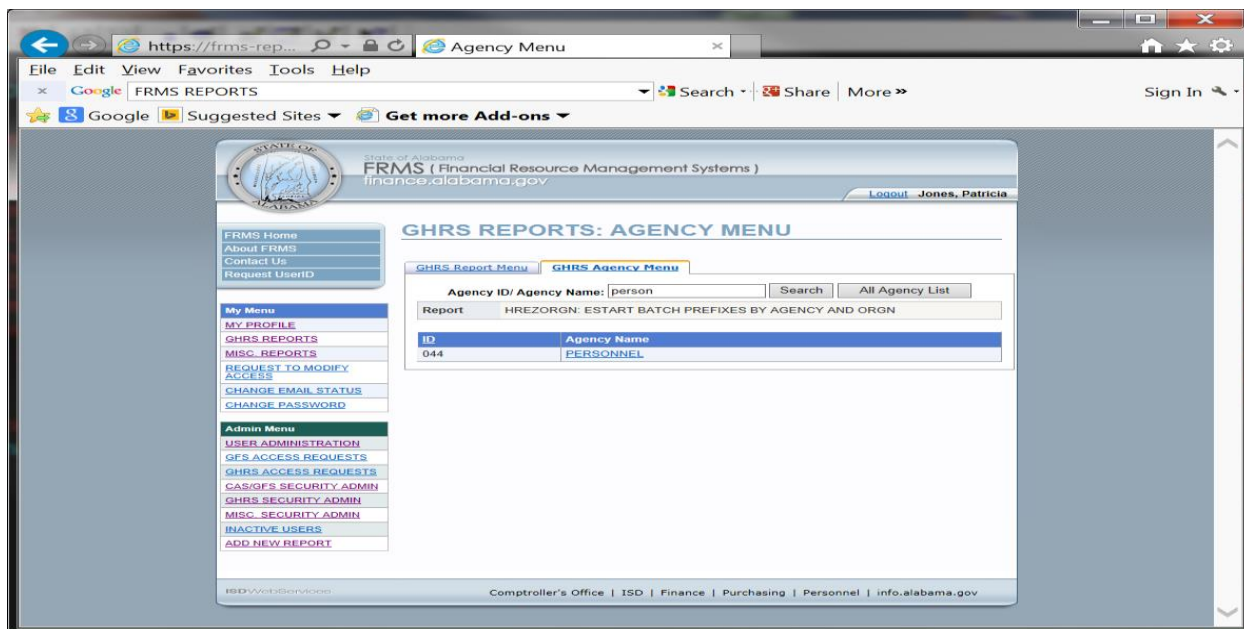 https://frms-rep...
Agency Menu
File Edit View Favorites Tools Help
Google FRMS REPORTS Search Share More » Sign In
Google Suggested Sites Get more Add-ons
STATE OF
ALABAMA
State of Alabama
FRMS ( Financial Resource Management Systems )
finance.alabama.gov
Logout Jones, Patricia
FRMS Home
About FRMS
Contact Us
Request UserID
My Menu
MY PROFILE
GHRS REPORTS
MISC. REPORTS
REQUEST TO MODIFY
ACCESS
CHANGE EMAIL STATUS
CHANGE PASSWORD
Admin Menu
USER ADMINISTRATION
GFS ACCESS REQUESTS
GHRS ACCESS REQUESTS
CAS/GFS SECURITY ADMIN
GHRS SECURITY ADMIN
MISC. SECURITY ADMIN
INACTIVE USERS
ADD NEW REPORT
GHRS REPORTS: AGENCY MENU
GHRS Report Menu GHRS Agency Menu
Agency ID/ Agency Name: person Search All Agency List
Report HREZORGN: ESTART BATCH PREFIXES BY AGENCY AND ORGN
ID Agency Name
044 PERSONNEL
ISDWebServices
Comptroller's Office | ISD | Finance | Purchasing | Personnel | info.alabama.gov